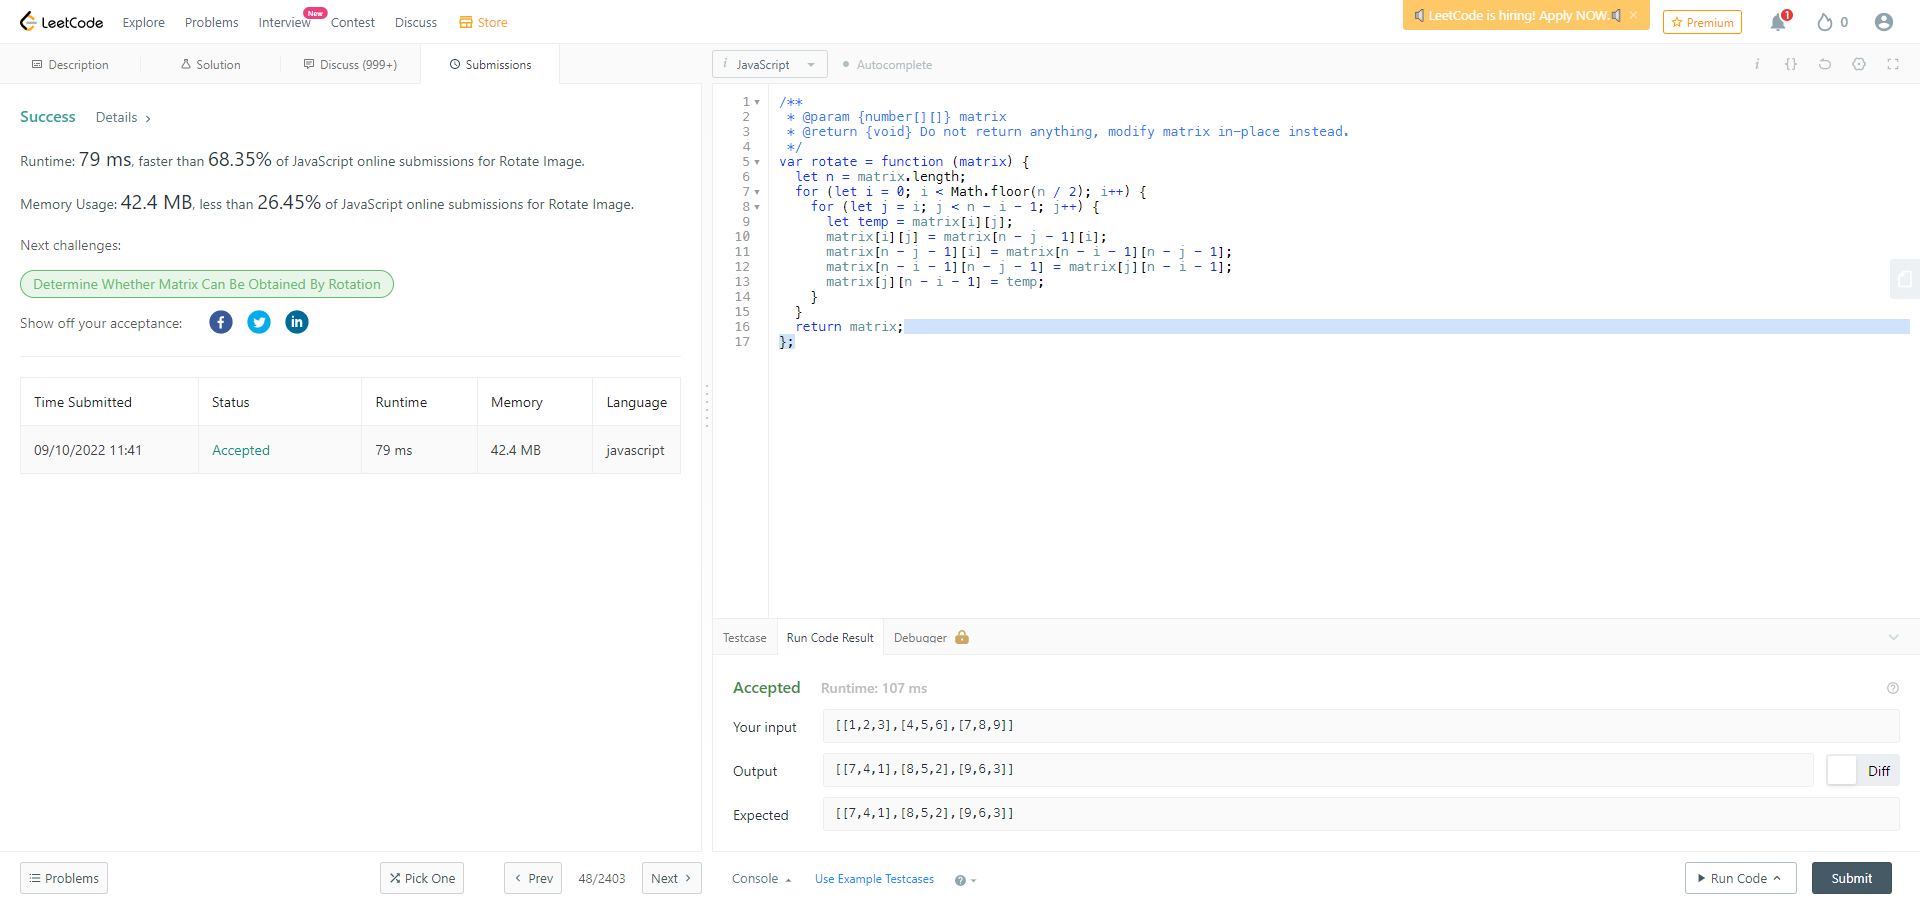 LeetCode Explore Problems Interview New Contest Discuss Store LeetCode is hiring! Apply NOW. × Premium 1 0
Description Solution Discuss (999+) Submissions
Success Details >
Runtime: 79 ms, faster than 68.35% of JavaScript online submissions for Rotate Image.
Memory Usage: 42.4 MB, less than 26.45% of JavaScript online submissions for Rotate Image.
Next challenges:
Determine Whether Matrix Can Be Obtained By Rotation
Show off your acceptance: f in
Time Submitted Status Runtime Memory Language
09/10/2022 11:41 Accepted 79 ms 42.4 MB javascript
Problems Pick One < Prev 48/2403 Next >
i JavaScript Autocomplete i {}
1 /**
2 * @param {number[][]} matrix
3 * @return {void} Do not return anything, modify matrix in-place instead.
4 */
5 var rotate = function (matrix) {
6 let n = matrix.length;
7 for (let i = 0; i < Math.floor(n / 2); i++) {
8 for (let j = i; j < n - i - 1; j++) {
9 let temp = matrix[i][j];
10 matrix[i][j] = matrix[n - j - 1][i];
11 matrix[n - j - 1][i] = matrix[n - i - 1][n - j - 1];
12 matrix[n - i - 1][n - j - 1] = matrix[j][n - i - 1];
13 matrix[j][n - i - 1] = temp;
14 }
15 }
16 return matrix;
17 };
Testcase Run Code Result Debugger
Accepted Runtime: 107 ms ?
Your input [[1,2,3],[4,5,6],[7,8,9]]
Output [[7,4,1],[8,5,2],[9,6,3]] Diff
Expected [[7,4,1],[8,5,2],[9,6,3]]
Console Use Example Testcases ? Run Code Submit